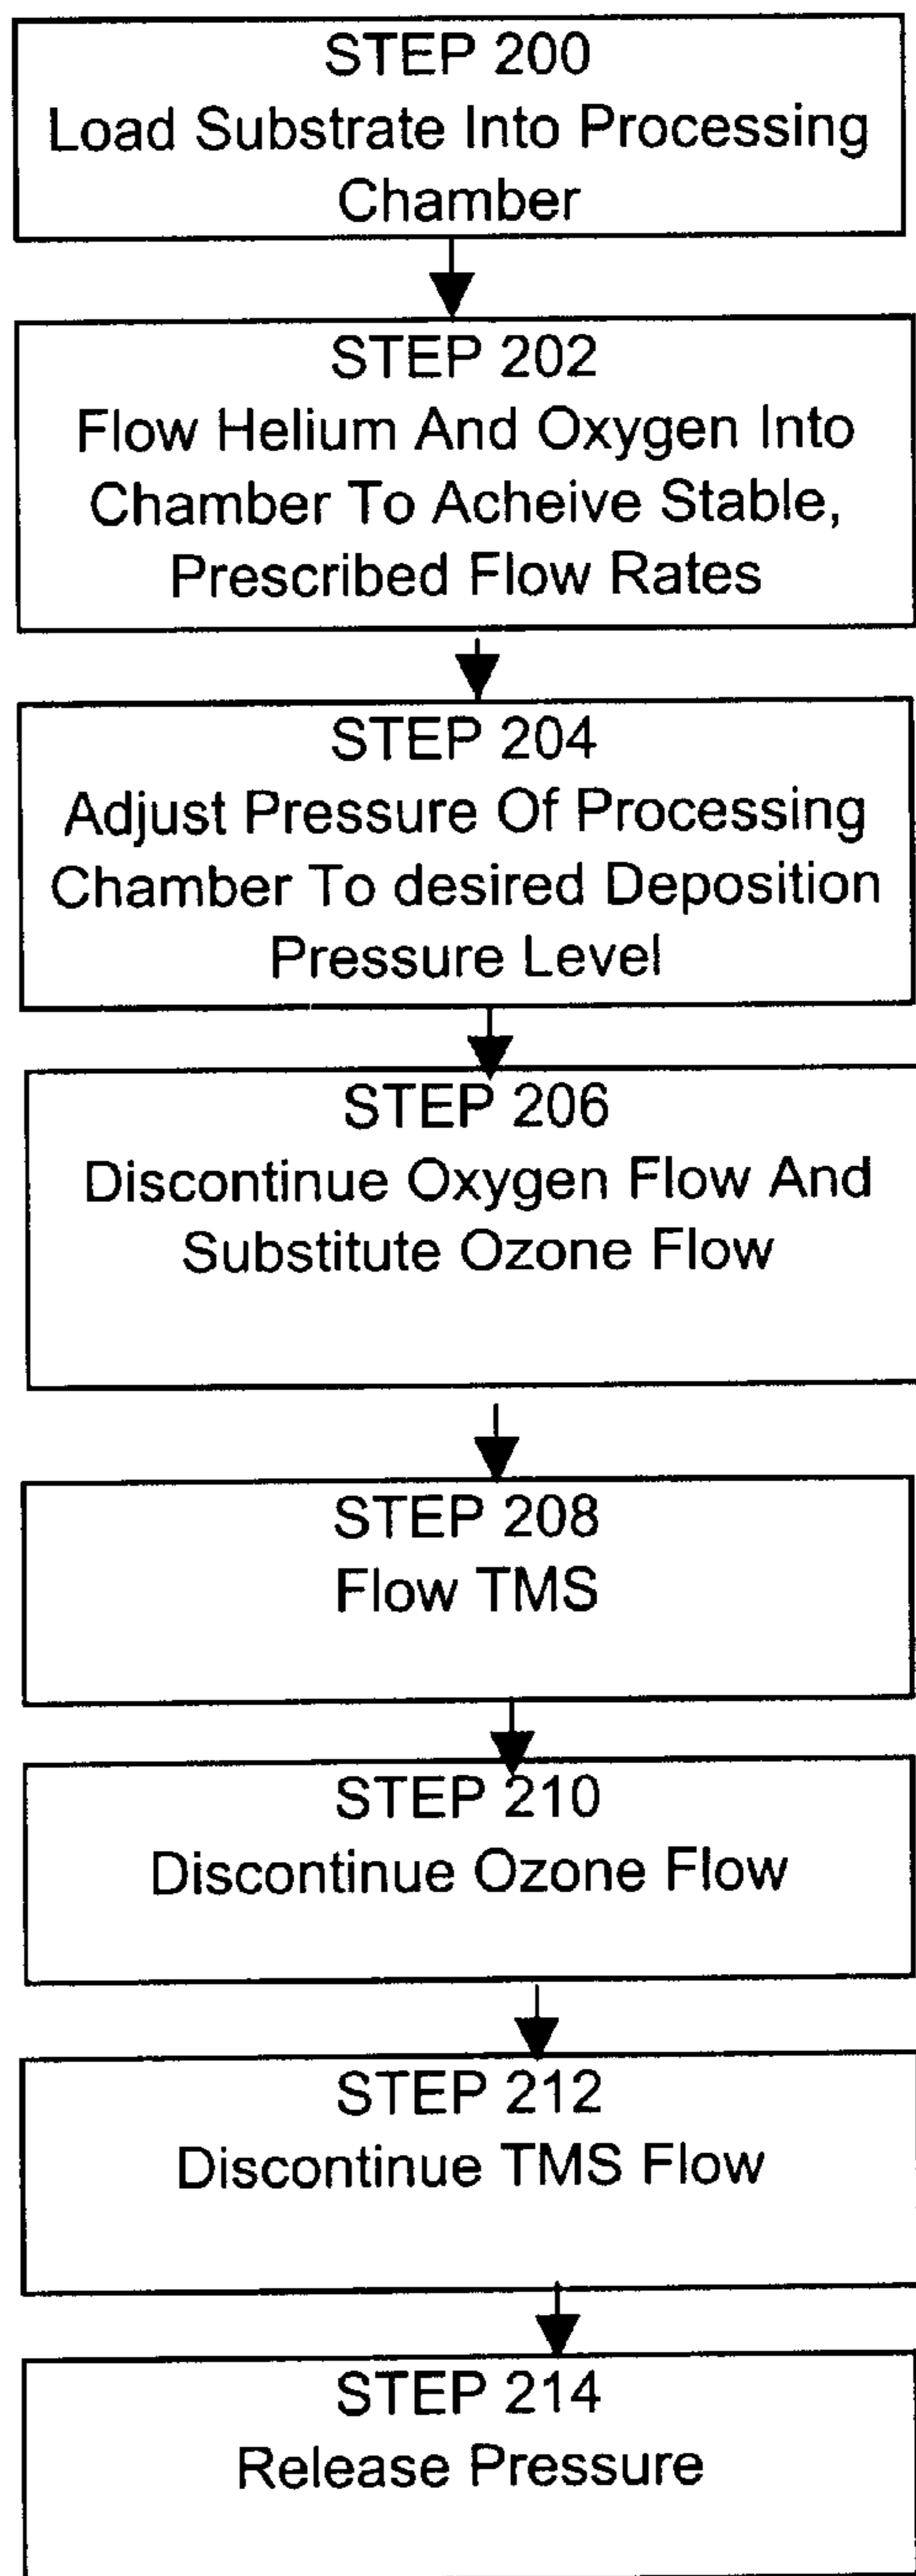 STEP 200
Load Substrate Into Processing
Chamber
STEP 202
Flow Helium And Oxygen Into
Chamber To Acheive Stable,
Prescribed Flow Rates
STEP 204
Adjust Pressure Of Processing
Chamber To desired Deposition
Pressure Level
STEP 206
Discontinue Oxygen Flow And
Substitute Ozone Flow
STEP 208
Flow TMS
STEP 210
Discontinue Ozone Flow
STEP 212
Discontinue TMS Flow
STEP 214
Release Pressure